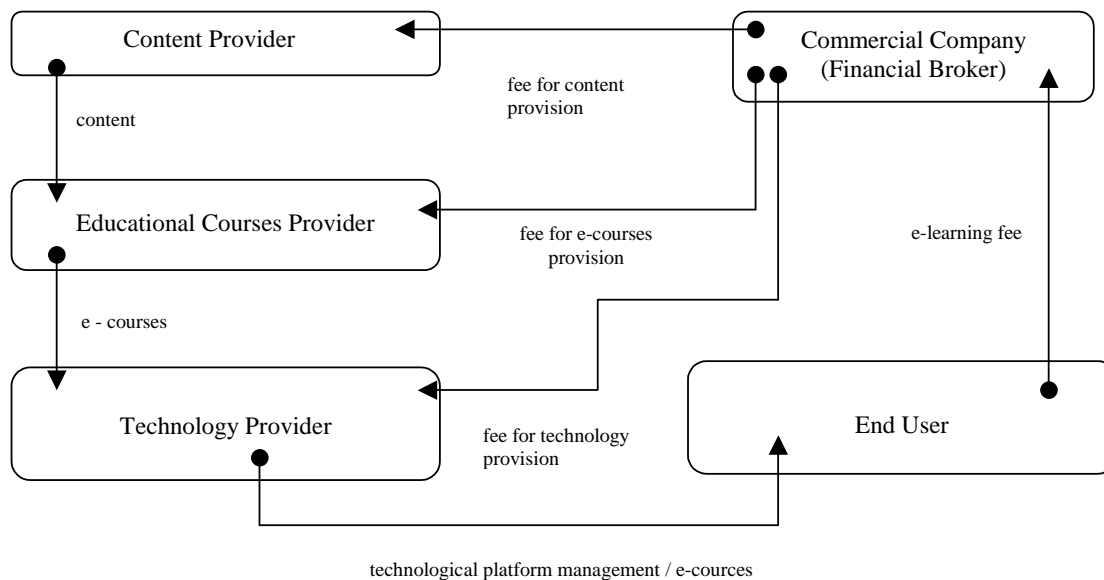 Content Provider
Commercial Company
(Financial Broker)
fee for content
provision
content
Educational Courses Provider
fee for e-courses
provision
e-learning fee
e - courses
Technology Provider
fee for technology
provision
End User
technological platform management / e-cources